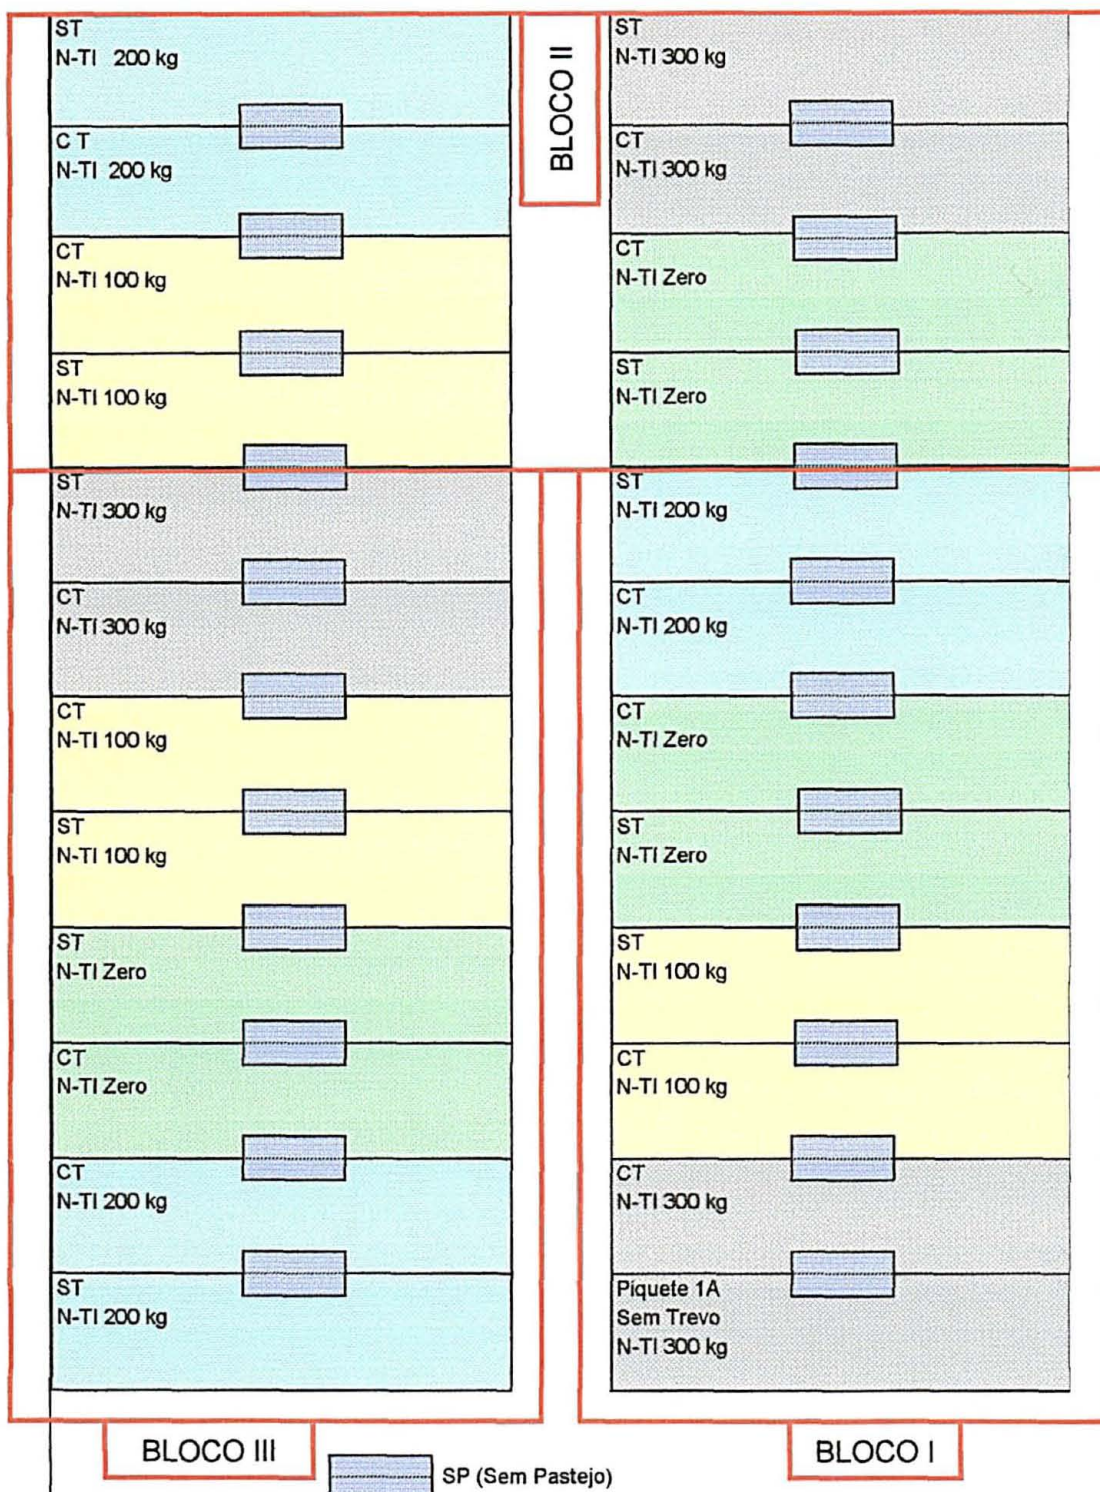 ST
N-TI 200 kg
C T
N-TI 200 kg
CT
N-TI 100 kg
ST
N-TI 100 kg
BLOCO II
ST
N-TI 300 kg
CT
N-TI 300 kg
CT
N-TI Zero
ST
N-TI Zero
ST
N-TI 300 kg
CT
N-TI 300 kg
CT
N-TI 100 kg
ST
N-TI 100 kg
ST
N-TI Zero
CT
N-TI Zero
CT
N-TI 200 kg
ST
N-TI 200 kg
BLOCO III
ST
N-TI 200 kg
CT
N-TI 200 kg
CT
N-TI Zero
ST
N-TI Zero
ST
N-TI 100 kg
CT
N-TI 100 kg
CT
N-TI 300 kg
Piquete 1A
Sem Trevo
N-TI 300 kg
BLOCO I
SP (Sem Pastejo)